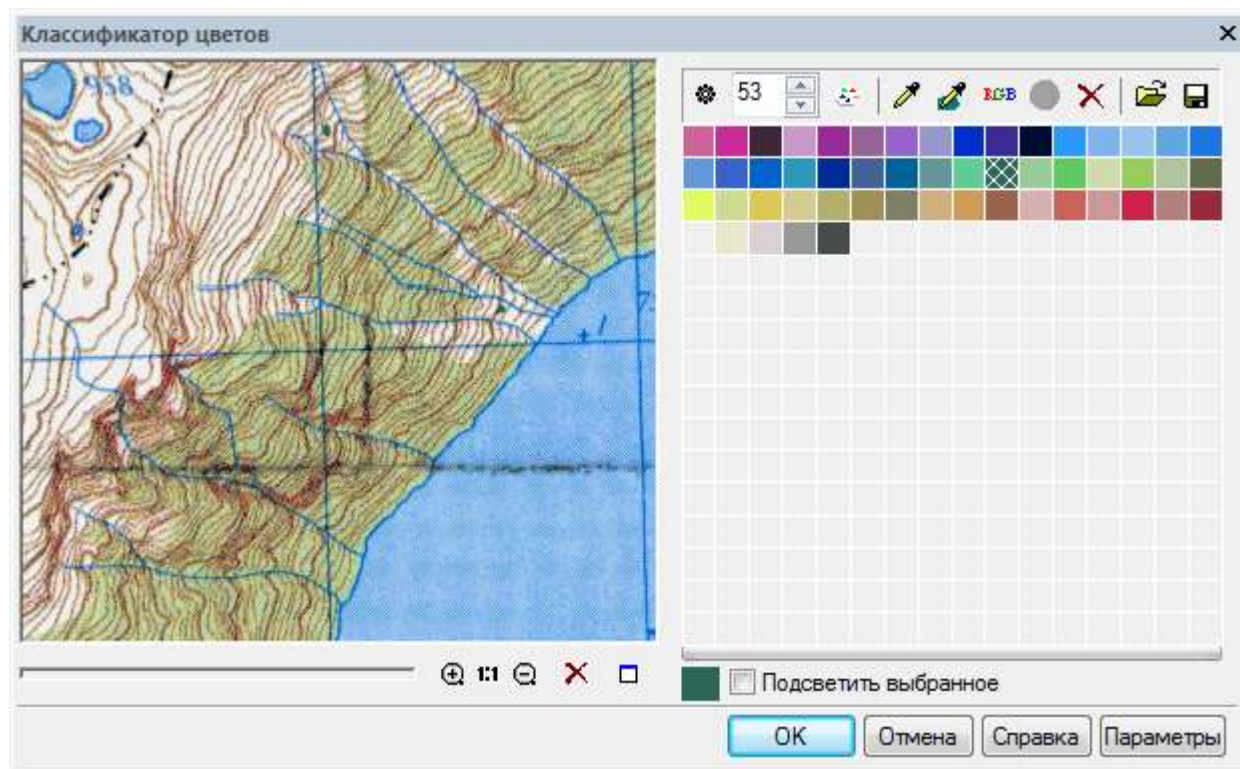 Классификатор цветов
958
53
RGB
1:1
Подсветить выбранное
OK
Отмена
Справка
Параметры